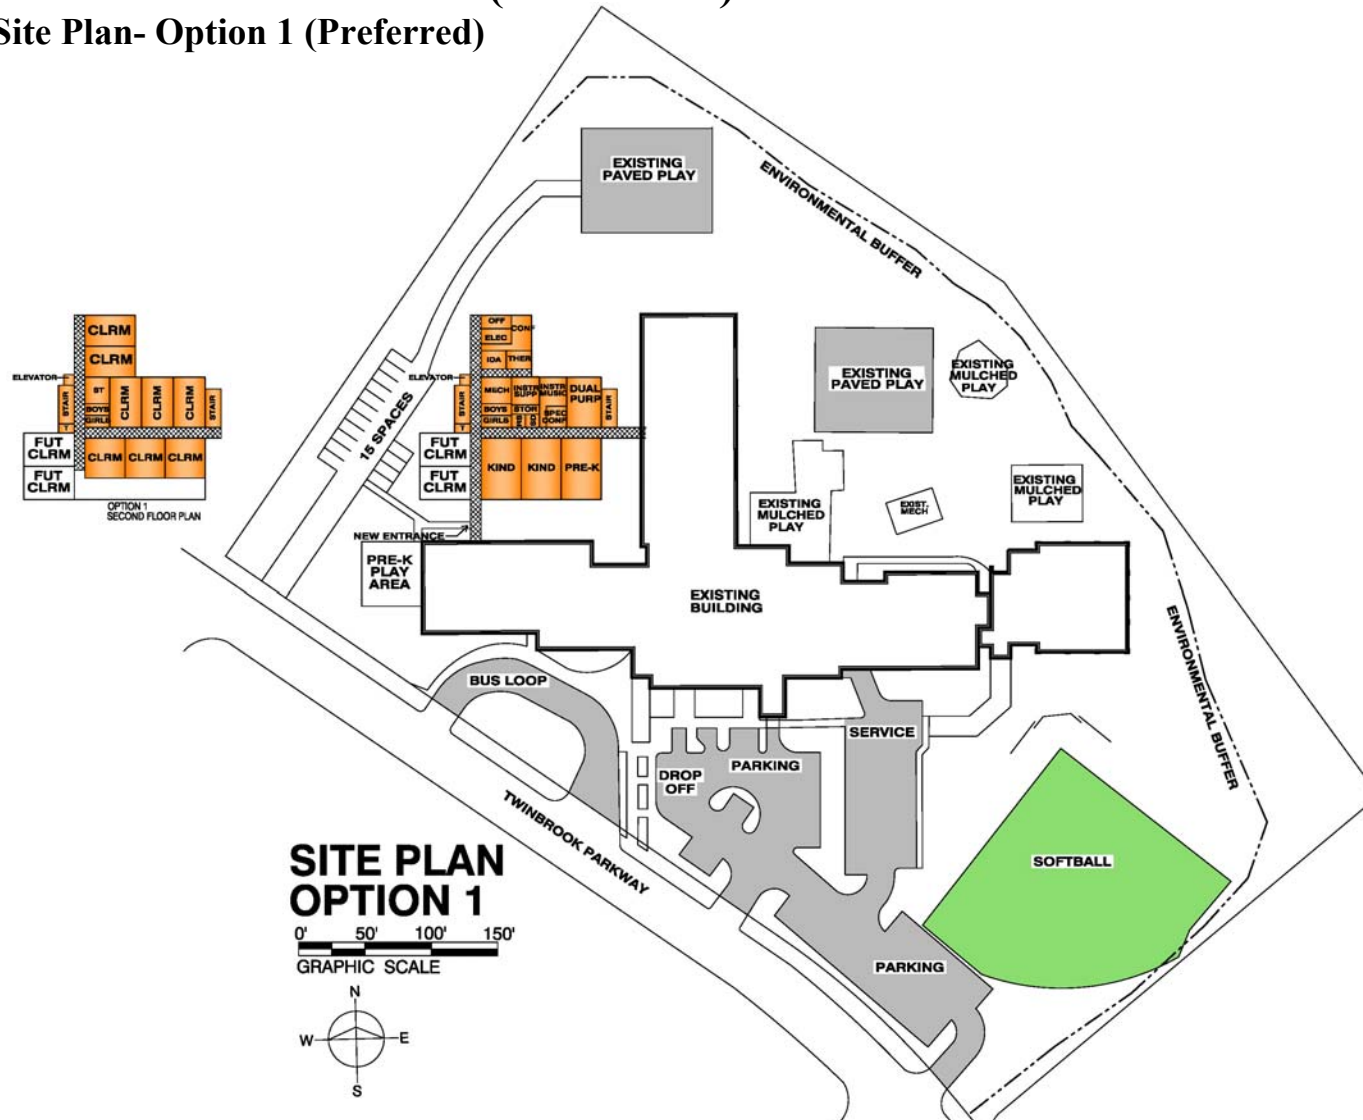 Site Plan- Option 1 (Preferred)
EXISTING
PAVED PLAY
ENVIRONMENTAL BUFFER
CLRM
CLRM
ELEVATOR
STAIR
ST
BOYS
GIRLS
CLRM
CLRM
CLRM
STAIR
T
FUT
CLRM
FUT
CLRM
CLRM
CLRM
CLRM
OPTION 1
SECOND FLOOR PLAN
15 SPACES
OFF
CONF
ELEC
IDA
THER
ELEVATOR
STAIR
MECH
INSTR
SUPP
INSTR
MUSIC
DUAL
PURP
STAIR
BOYS
GIRLS
STOR
SPEC
CONF
T
FUT
CLRM
FUT
CLRM
KIND
KIND
PRE-K
NEW ENTRANCE
PRE-K
PLAY
AREA
EXISTING
PAVED PLAY
EXISTING
MULCHED
PLAY
EXISTING
MULCHED
PLAY
EXIST.
MECH
EXISTING
MULCHED
PLAY
EXISTING
BUILDING
ENVIRONMENTAL BUFFER
BUS LOOP
SERVICE
DROP
OFF
PARKING
TWINBROOK PARKWAY
SOFTBALL
PARKING
SITE PLAN
OPTION 1
0' 50' 100' 150'
GRAPHIC SCALE
N
W E
S